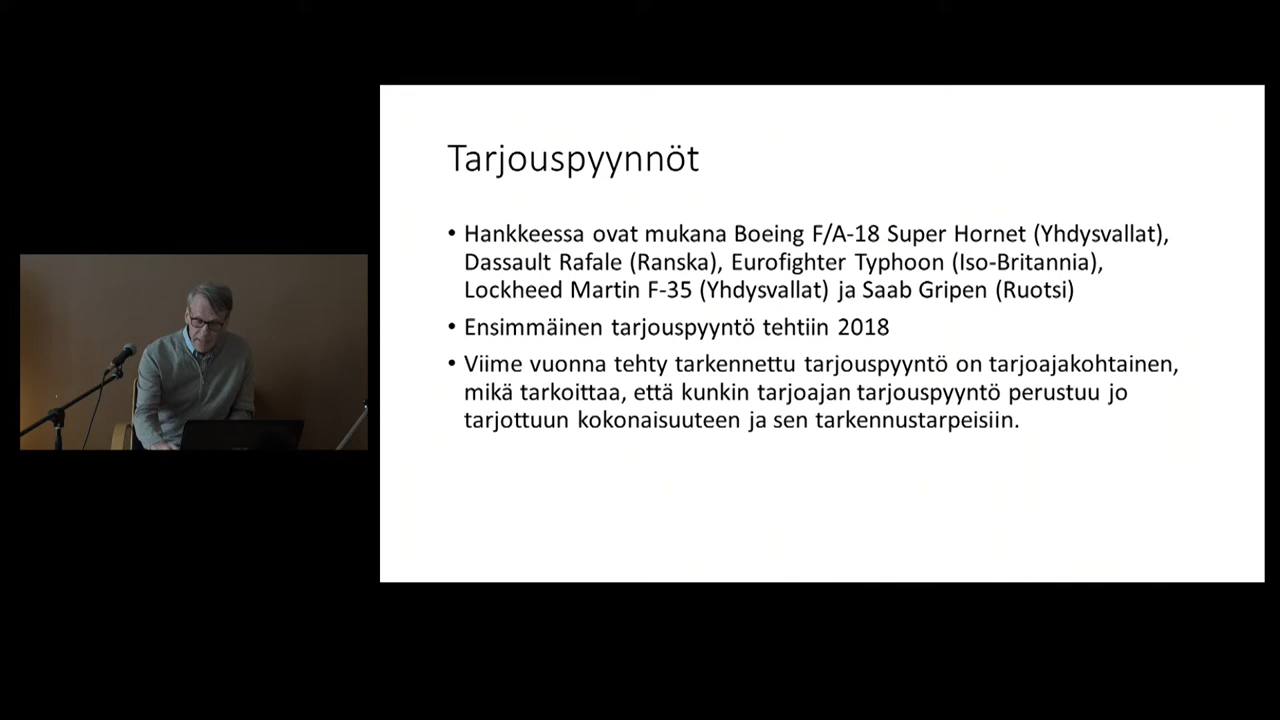 Tarjouspyynnöt
• Hankkeessa ovat mukana Boeing F/A-18 Super Hornet (Yhdysvallat),
Dassault Rafale (Ranska), Eurofighter Typhoon (Iso-Britannia),
Lockheed Martin F-35 (Yhdysvallat) ja Saab Gripen (Ruotsi)
• Ensimmäinen tarjouspyyntö tehtiin 2018
• Viime vuonna tehty tarkennettu tarjouspyyntö on tarjoajakohtainen,
mikä tarkoittaa, että kunkin tarjoajan tarjouspyyntö perustuu jo
tarjottuun kokonaisuuteen ja sen tarkennustarpeisiin.